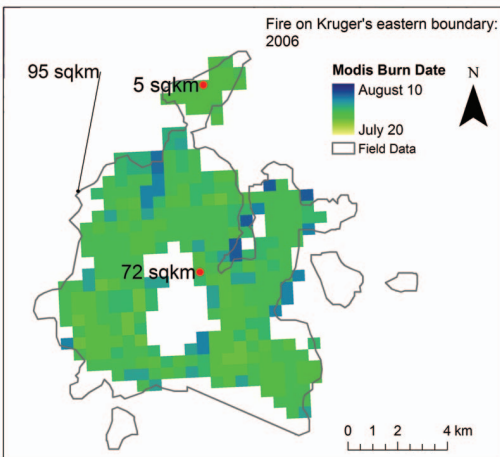 Fire on Kruger's eastern boundary:
2006
95 sqkm
5 sqkm
Modis Burn Date
August 10
July 20
Field Data
N
72 sqkm
0 1 2 4 km